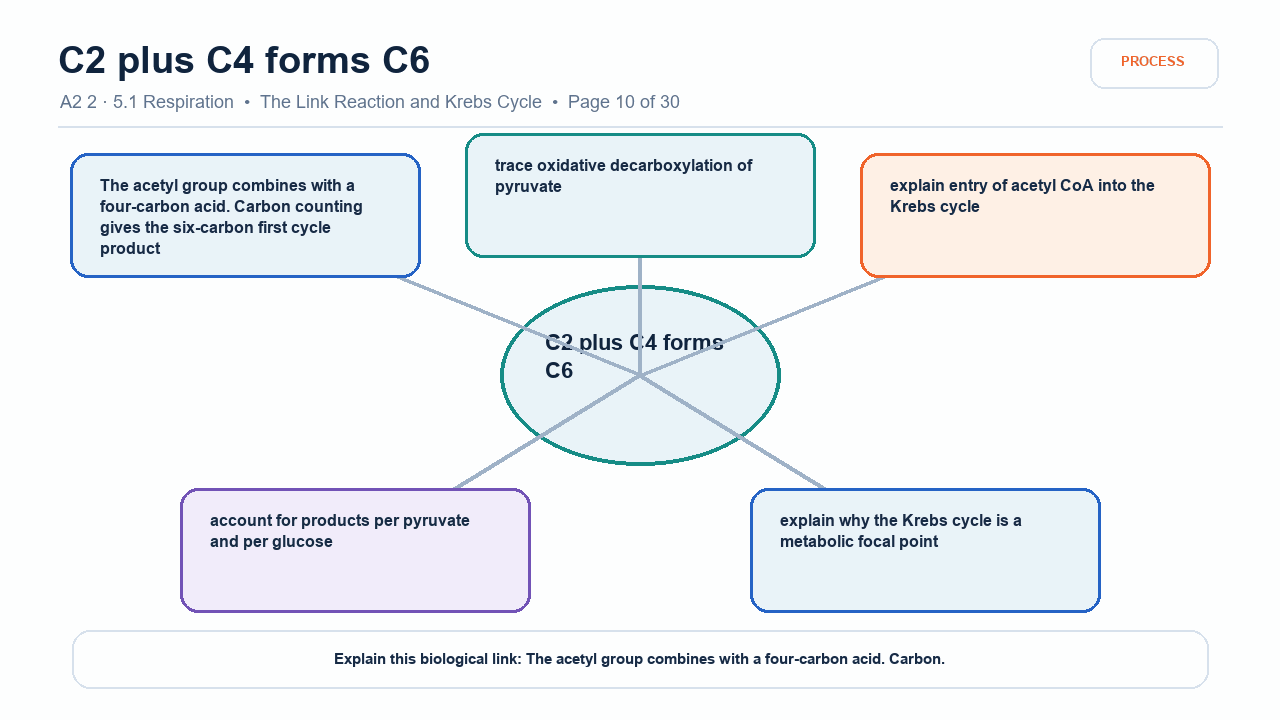 C2 plus C4 forms C6
PROCESS
A2 2 · 5.1 Respiration • The Link Reaction and Krebs Cycle • Page 10 of 30
The acetyl group combines with a
four-carbon acid. Carbon counting
gives the six-carbon first cycle
product
trace oxidative decarboxylation of
pyruvate
explain entry of acetyl CoA into the
Krebs cycle
C2 plus C4 forms
C6
account for products per pyruvate
and per glucose
explain why the Krebs cycle is a
metabolic focal point
Explain this biological link: The acetyl group combines with a four-carbon acid. Carbon.